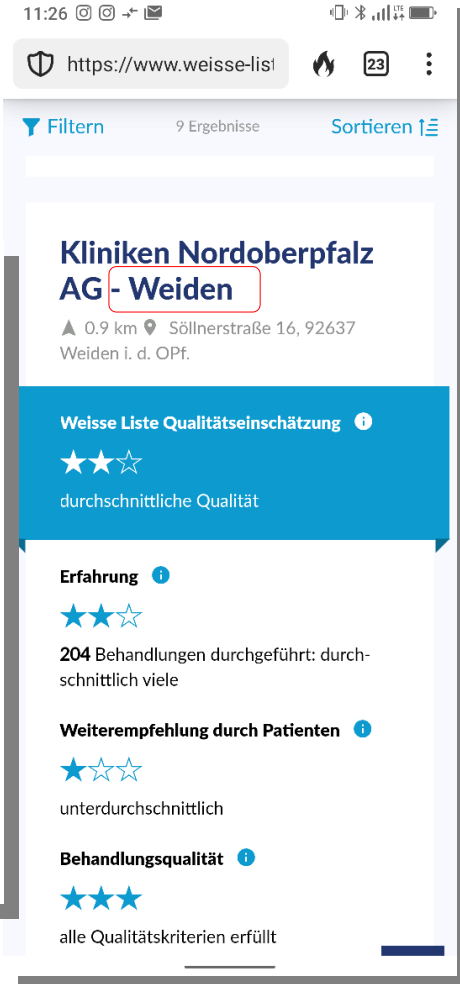 11:26
LTE
https://www.weisse-list
23
Filtern
9 Ergebnisse
Sortieren
Kliniken Nordoberpfalz
AG - Weiden
0.9 km Söllnerstraße 16, 92637
Weiden i. d. OPf.
Weisse Liste Qualitätseinschätzung i
durchschnittliche Qualität
Erfahrung i
204 Behandlungen durchgeführt: durch-
schnittlich viele
Weiterempfehlung durch Patienten i
unterdurchschnittlich
Behandlungsqualität i
alle Qualitätskriterien erfüllt